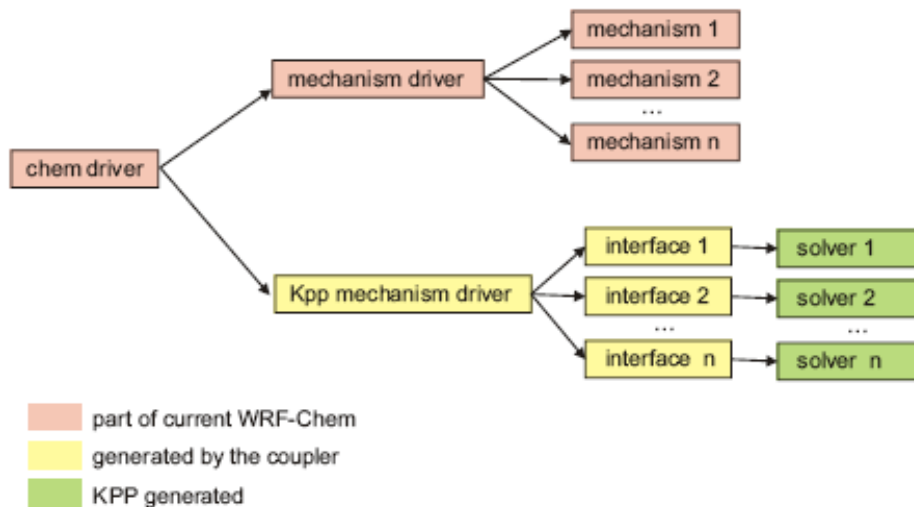 mechanism 1
mechanism driver
mechanism 2
...
mechanism n
chem driver
interface 1
solver 1
Kpp mechanism driver
interface 2
solver 2
...
...
interface n
solver n
part of current WRF-Chem
generated by the coupler
KPP generated